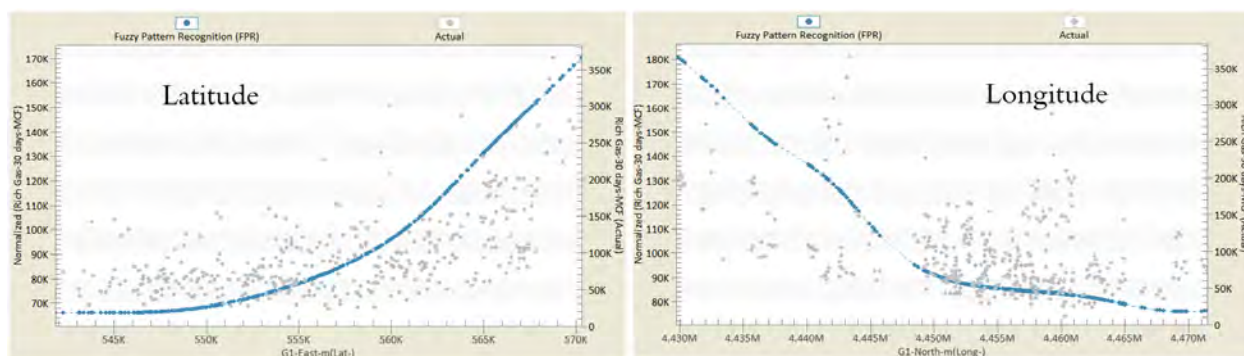 Fuzzy Pattern Recognition (FPR)
Actual
Latitude
Normalized (Rich Gas-30 days-MCF)
170K
160K
150K
140K
130K
120K
110K
100K
90K
80K
70K
350K
300K
250K
200K
150K
100K
50K
0
Rich Gas-30 days-MCF (Actual)
545K
550K
555K
560K
565K
570K
G1-East-m(Lat-)
Fuzzy Pattern Recognition (FPR)
Actual
Longitude
Normalized (Rich Gas-30 days-MCF)
180K
170K
160K
150K
140K
130K
120K
110K
100K
90K
80K
350K
300K
250K
200K
150K
100K
50K
0
4.430M
4.435M
4.440M
4.445M
4.450M
4.455M
4.460M
4.465M
4.470M
G1-North-m(Long-)